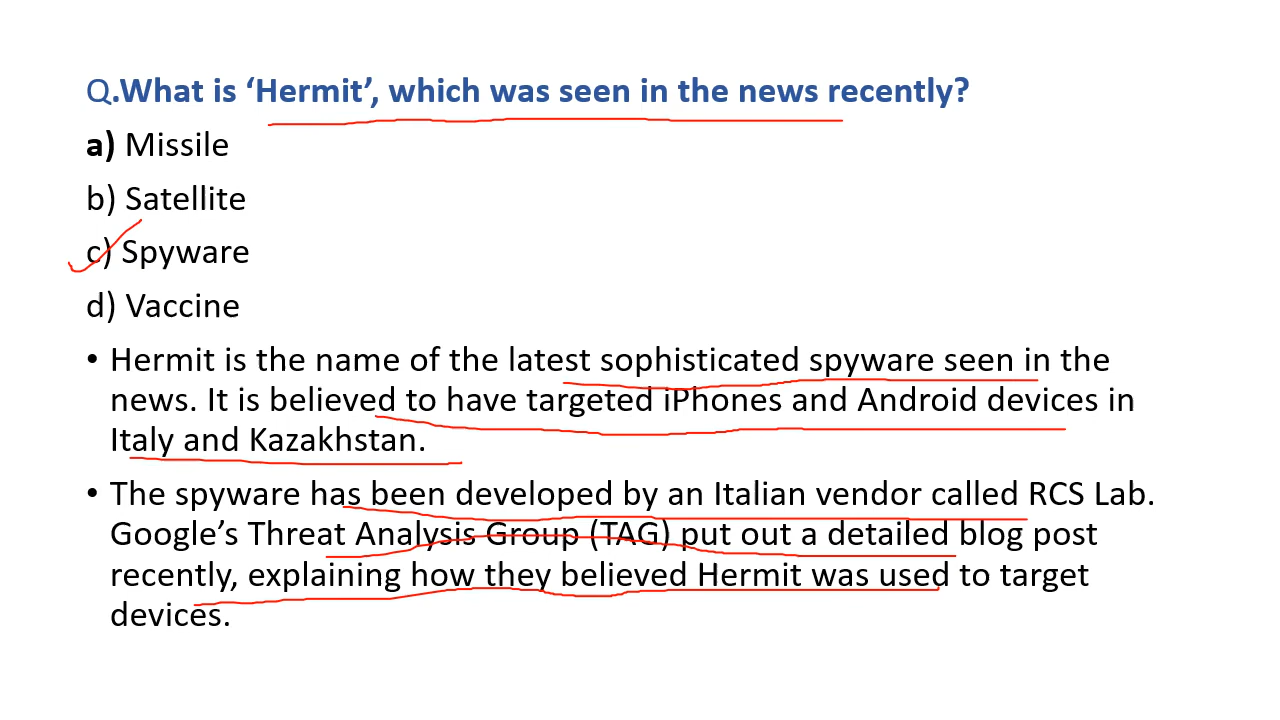 Q.What is ‘Hermit’, which was seen in the news recently?
a) Missile
b) Satellite
c) Spyware
d) Vaccine
• Hermit is the name of the latest sophisticated spyware seen in the
news. It is believed to have targeted iPhones and Android devices in
Italy and Kazakhstan.
• The spyware has been developed by an Italian vendor called RCS Lab.
Google’s Threat Analysis Group (TAG) put out a detailed blog post
recently, explaining how they believed Hermit was used to target
devices.